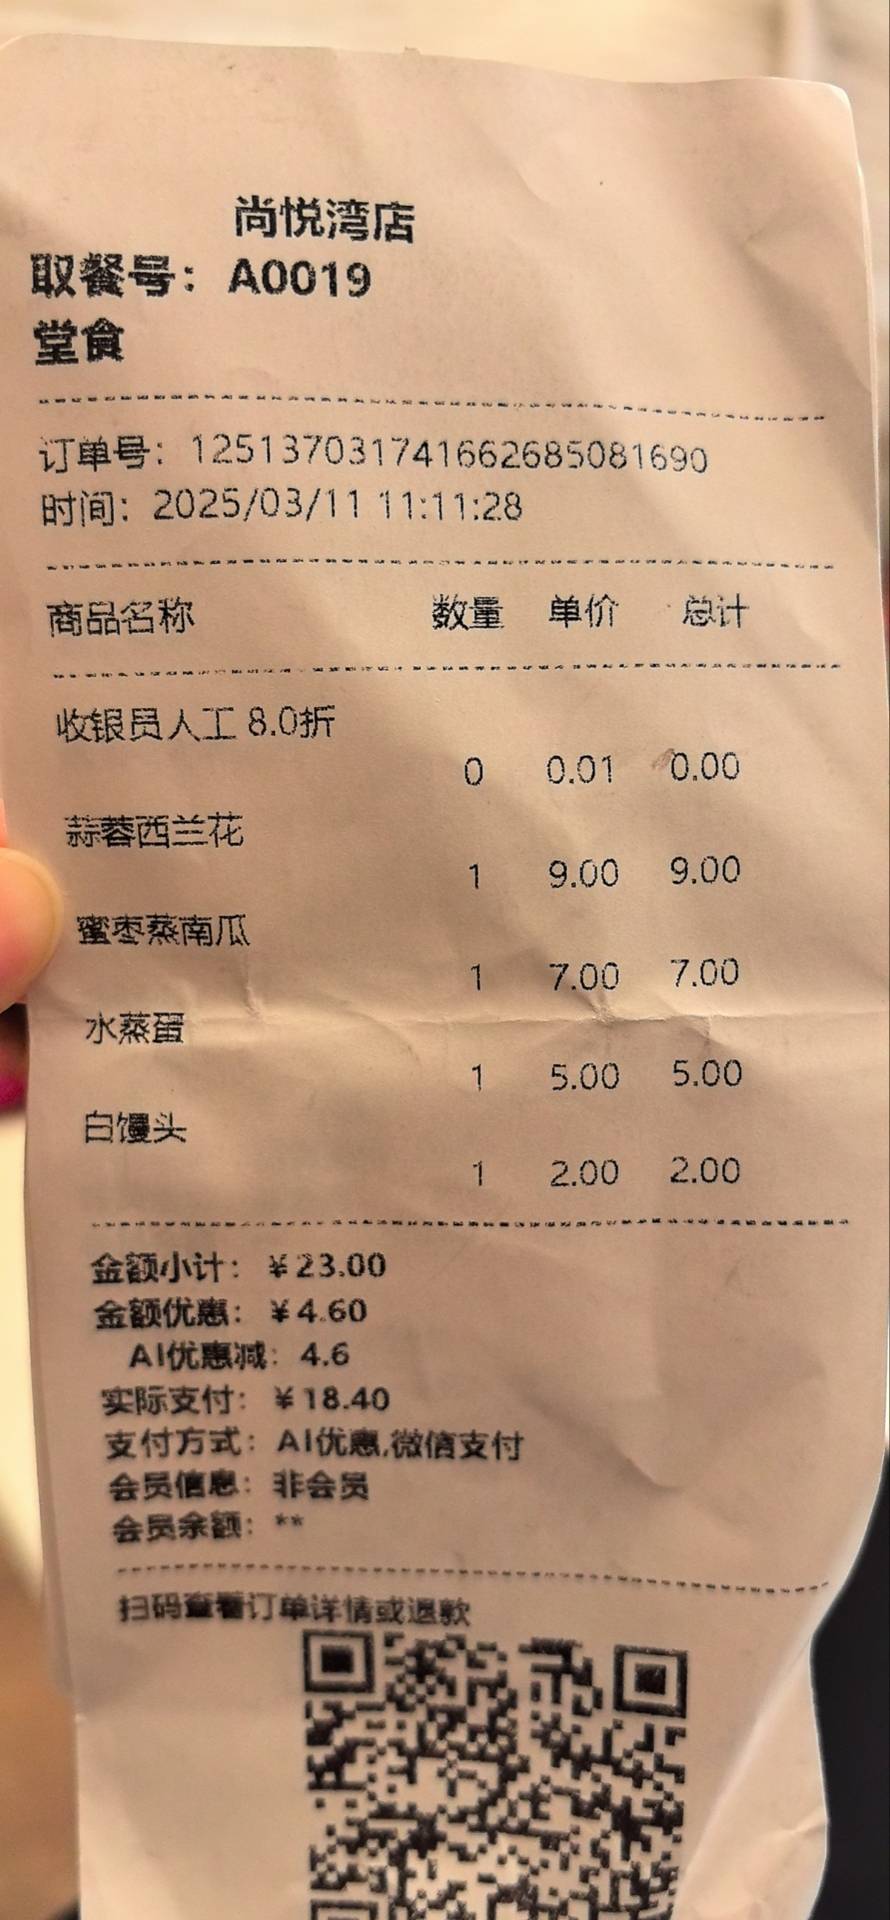 尚悦湾店
取餐号：A0019
堂食
订单号：125137031741662685081690
时间：2025/03/11 11:11:28
商品名称 数量 单价 总计
收银员人工 8.0折
0 0.01 0.00
蒜蓉西兰花
1 9.00 9.00
蜜枣蒸南瓜
1 7.00 7.00
水蒸蛋
1 5.00 5.00
白馒头
1 2.00 2.00
金额小计：¥23.00
金额优惠：¥4.60
AI优惠减：4.6
实际支付：¥18.40
支付方式：AI优惠,微信支付
会员信息：非会员
会员余额：**
扫码查看订单详情或退款